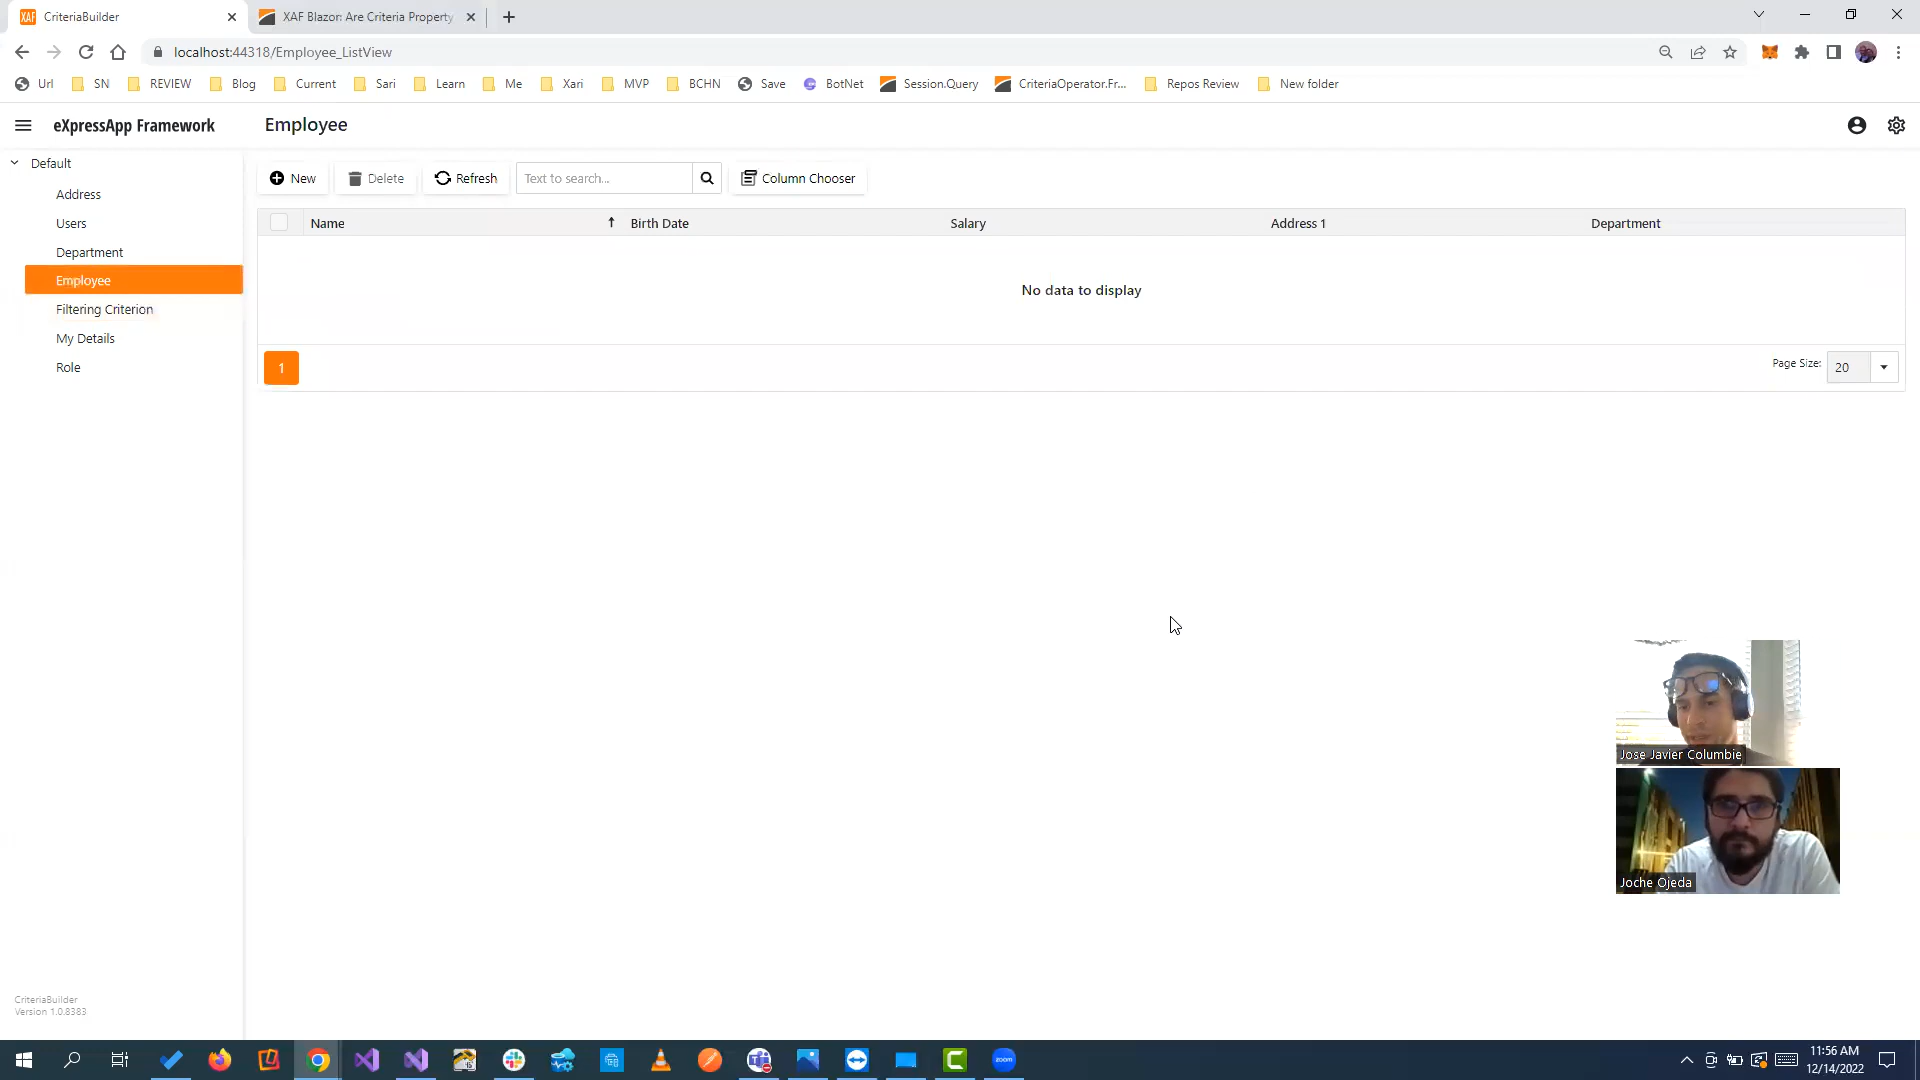 CriteriaBuilder
XAF Blazor: Are Criteria Property
localhost:44318/Employee_ListView
Url SN REVIEW Blog Current Sari Learn Me Xari MVP BCHN Save BotNet Session.Query CriteriaOperator.Fr... Repos Review New folder
eXpressApp Framework
Employee
Default
Address
Users
Department
Employee
Filtering Criterion
My Details
Role
New Delete Refresh Text to search... Column Chooser
Name Birth Date Salary Address 1 Department
No data to display
1
Page Size: 20
Jose Javier Columbie
Joche Ojeda
CriteriaBuilder
Version 1.0.8383
zoom
11:56 AM
12/14/2022